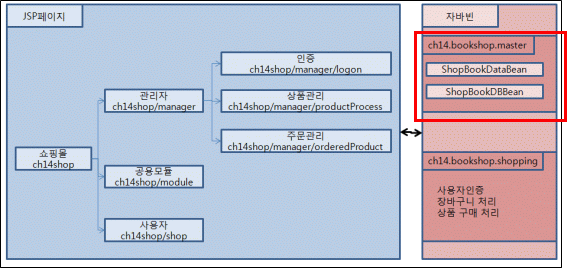 JSP페이지
인증
ch14shop/manager/logon
관리자
ch14shop/manager
상품관리
ch14shop/manager/productProcess
주문관리
ch14shop/manager/orderedProduct
쇼핑몰
ch14shop
공용모듈
ch14shop/module
사용자
ch14shop/shop
자바빈
ch14.bookshop.master
ShopBookDataBean
ShopBookDBBean
ch14.bookshop.shopping
사용자인증
장바구니 처리
상품 구매 처리